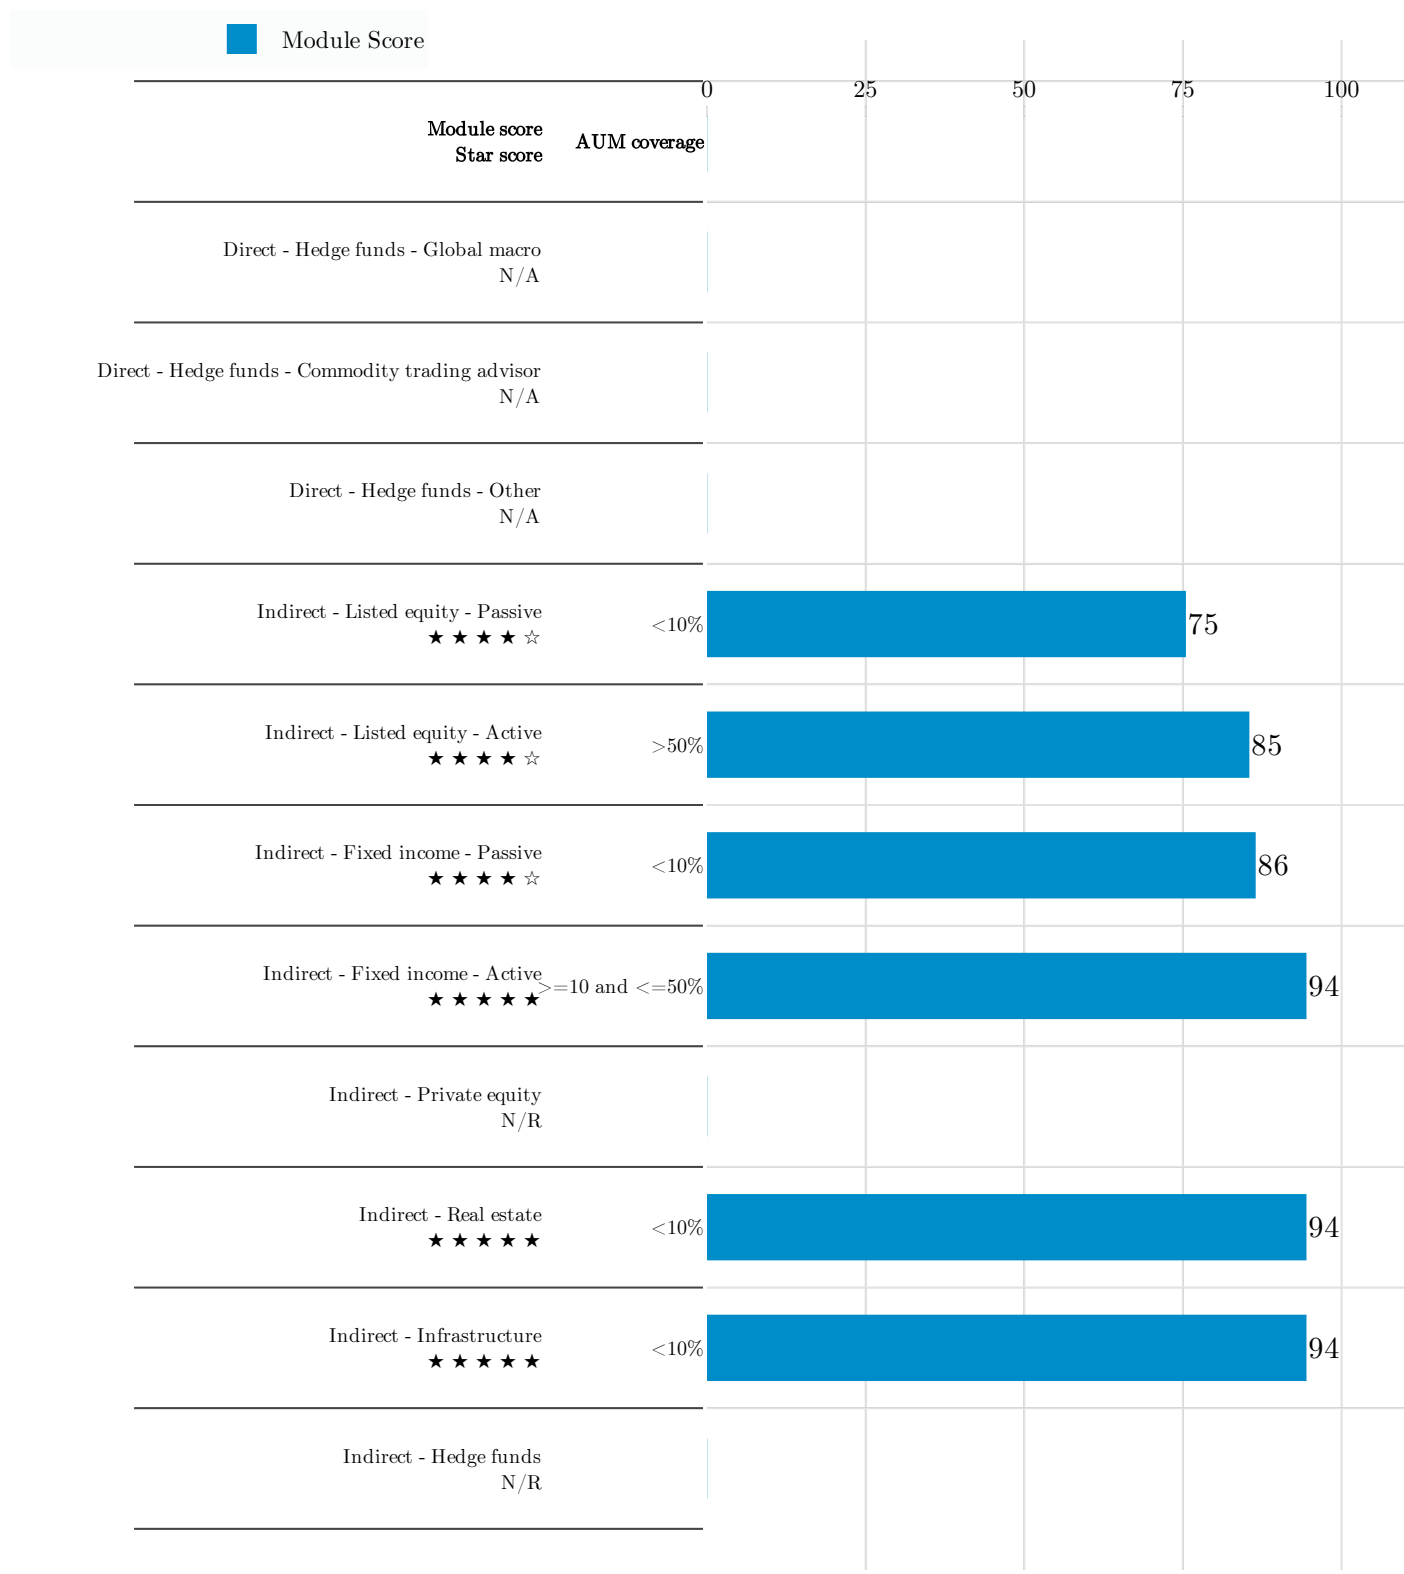 Module Score
0 25 50 75 100
Module score
Star score
AUM coverage
Direct - Hedge funds - Global macro
N/A
Direct - Hedge funds - Commodity trading advisor
N/A
Direct - Hedge funds - Other
N/A
Indirect - Listed equity - Passive
★ ★ ★ ★ ☆
<10%
75
Indirect - Listed equity - Active
★ ★ ★ ★ ☆
>50%
85
Indirect - Fixed income - Passive
★ ★ ★ ★ ☆
<10%
86
Indirect - Fixed income - Active
★ ★ ★ ★ ★
>=10 and <=50%
94
Indirect - Private equity
N/R
Indirect - Real estate
★ ★ ★ ★ ★
<10%
94
Indirect - Infrastructure
★ ★ ★ ★ ★
<10%
94
Indirect - Hedge funds
N/R